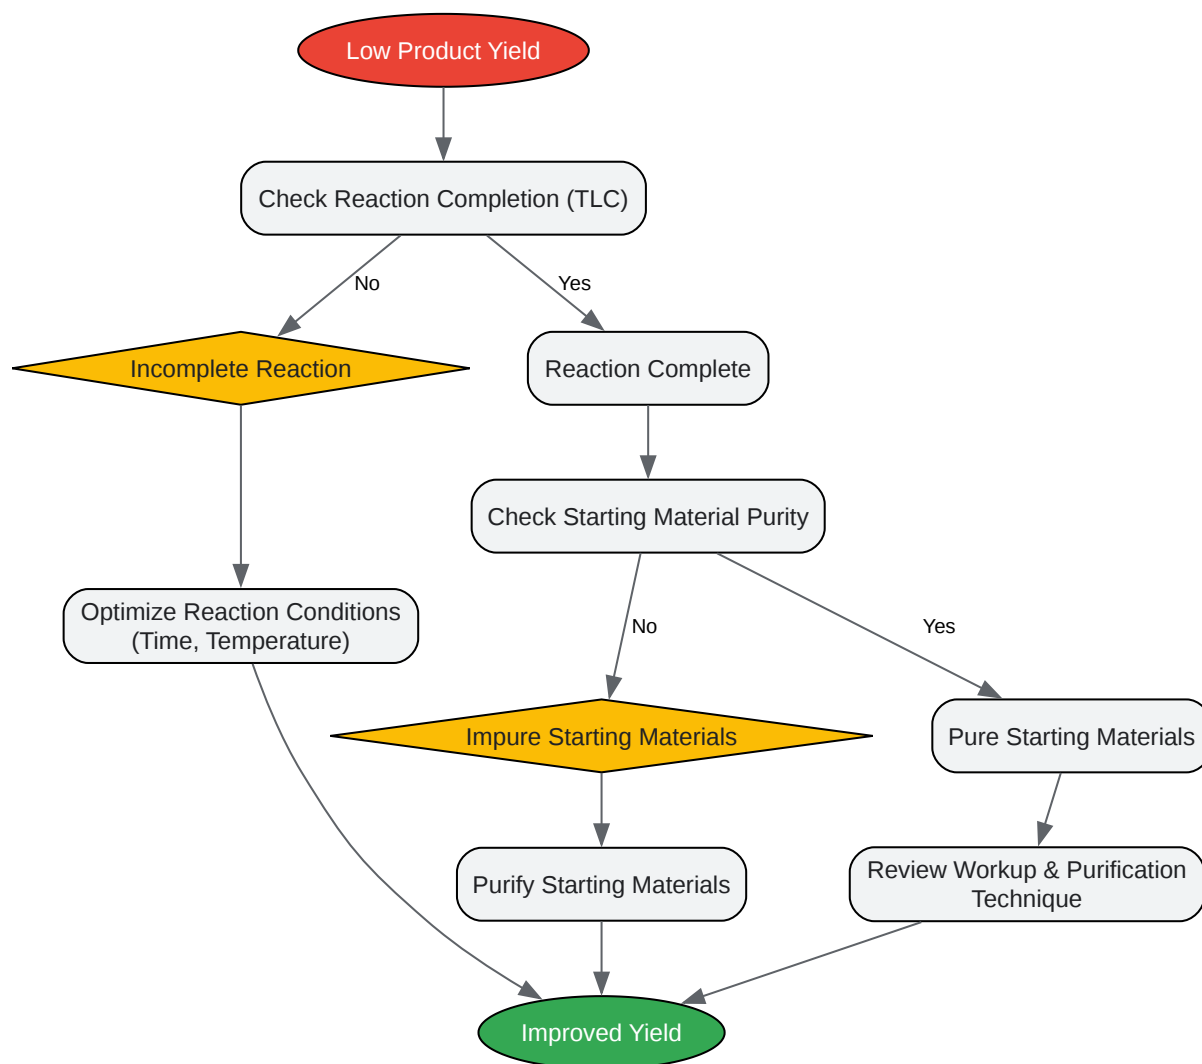 Low Product Yield
Check Reaction Completion (TLC)
No
Yes
Incomplete Reaction
Reaction Complete
Check Starting Material Purity
Optimize Reaction Conditions
(Time, Temperature)
No
Yes
Impure Starting Materials
Pure Starting Materials
Purify Starting Materials
Review Workup & Purification
Technique
Improved Yield